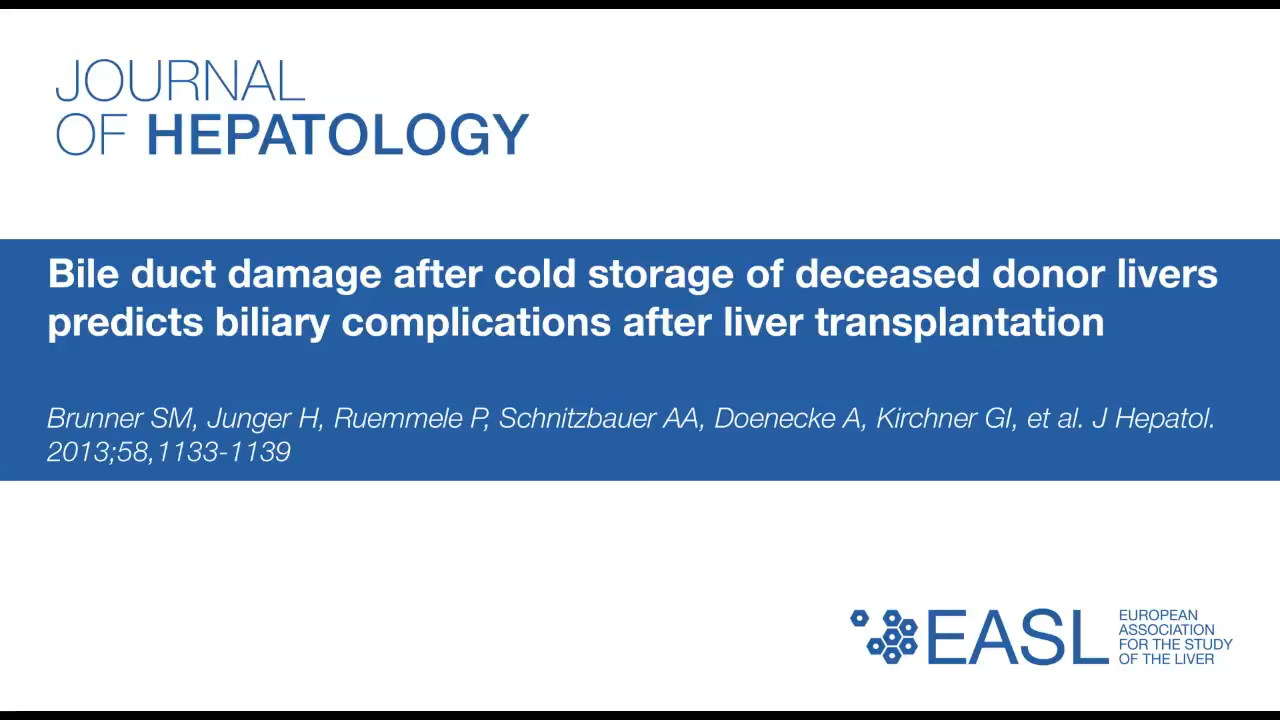 JOURNAL
OF HEPATOLOGY
Bile duct damage after cold storage of deceased donor livers
predicts biliary complications after liver transplantation
Brunner SM, Junger H, Ruemmele P, Schnitzbauer AA, Doenecke A, Kirchner GI, et al. J Hepatol.
2013;58,1133-1139
EASL
EUROPEAN
ASSOCIATION
FOR THE STUDY
OF THE LIVER